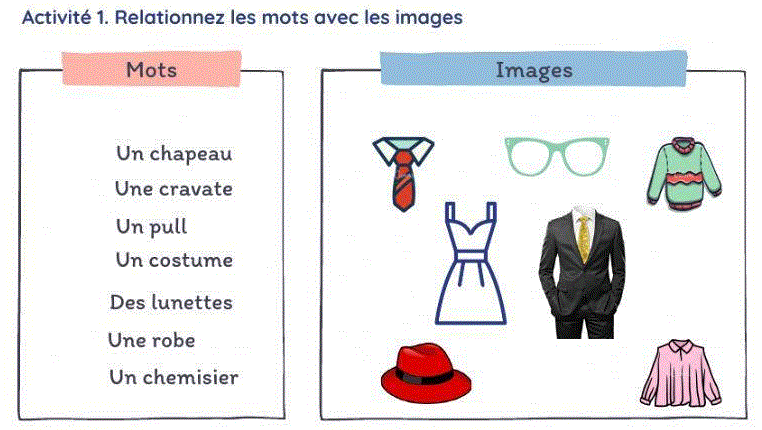 Activité 1. Relationnez les mots avec les images
Mots
Images
Un chapeau
Une cravate
Un pull
Un costume
Des lunettes
Une robe
Un chemisier